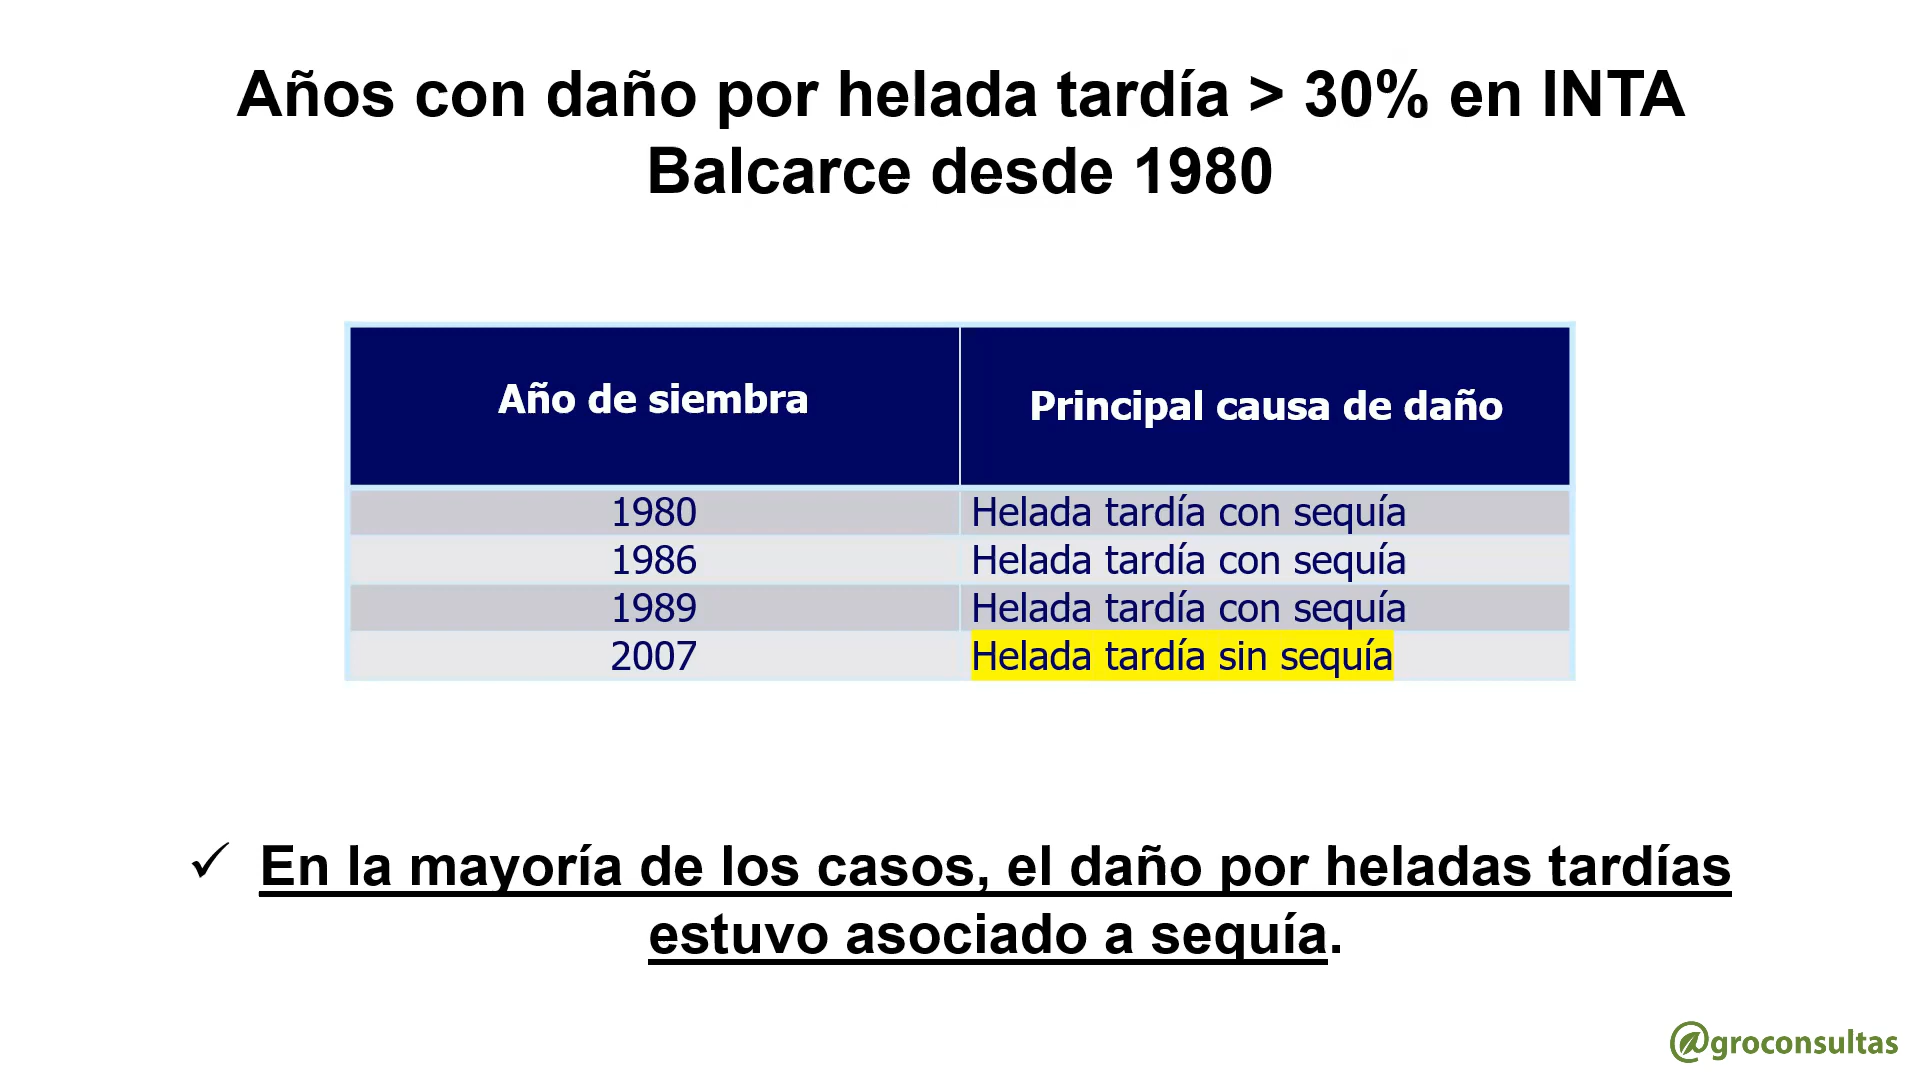 Años con daño por helada tardía > 30% en INTA
Balcarce desde 1980
Año de siembra
Principal causa de daño
1980
Helada tardía con sequía
1986
Helada tardía con sequía
1989
Helada tardía con sequía
2007
Helada tardía sin sequía
✓ En la mayoría de los casos, el daño por heladas tardías
estuvo asociado a sequía.
@groconsultas